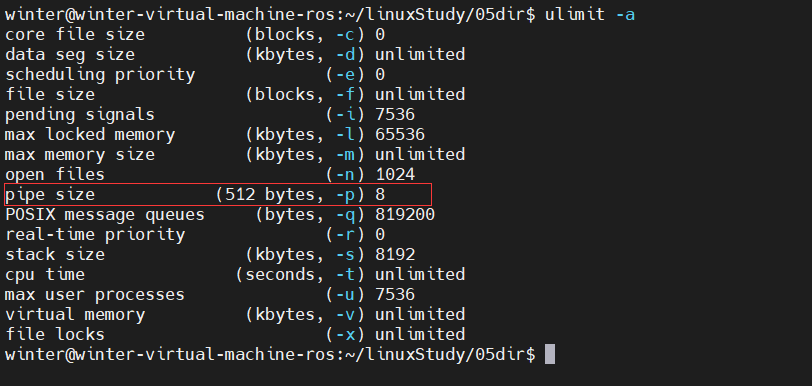 winter@winter-virtual-machine-ros:~/linuxStudy/05dir$ ulimit -a
core file size          (blocks, -c) 0
data seg size           (kbytes, -d) unlimited
scheduling priority             (-e) 0
file size               (blocks, -f) unlimited
pending signals                 (-i) 7536
max locked memory       (kbytes, -l) 65536
max memory size         (kbytes, -m) unlimited
open files                      (-n) 1024
pipe size            (512 bytes, -p) 8
POSIX message queues     (bytes, -q) 819200
real-time priority              (-r) 0
stack size              (kbytes, -s) 8192
cpu time               (seconds, -t) unlimited
max user processes              (-u) 7536
virtual memory          (kbytes, -v) unlimited
file locks                      (-x) unlimited
winter@winter-virtual-machine-ros:~/linuxStudy/05dir$